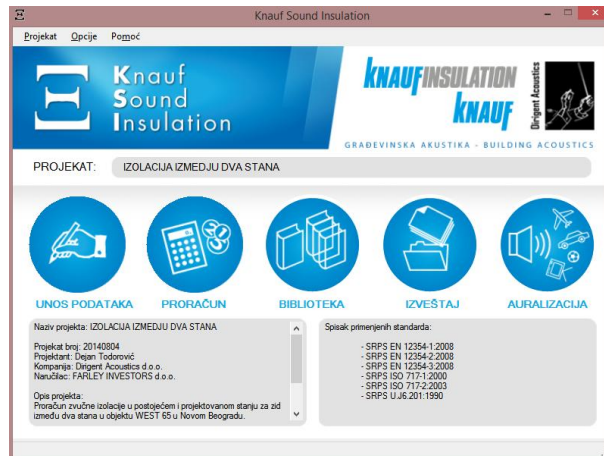 Knauf Sound Insulation
Projekat Opcije Pomoć
Knauf
Sound
Insulation
KNAUFINSULATION
KNAUF
Dirigent Acoustics
GRAĐEVINSKA AKUSTIKA - BUILDING ACOUSTICS
PROJEKAT: IZOLACIJA IZMEDJU DVA STANA
UNOS PODATAKA PRORAČUN BIBLIOTEKA IZVEŠTAJ AURALIZACIJA
Naziv projekta: IZOLACIJA IZMEDJU DVA STANA
Projekat broj: 20140804
Projektant: Dejan Todorović
Kompanija: Dirigent Acoustics d.o.o.
Naručilac: FARLEY INVESTORS d.o.o.
Opis projekta:
Proračun zvučne izolacije u postojećem i projektovanom stanju za zid
između dva stana u objektu WEST 65 u Novom Beogradu.
Spisak primenjenih standarda:
- SRPS EN 12354-1:2008
- SRPS EN 12354-2:2008
- SRPS EN 12354-3:2008
- SRPS ISO 717-1:2000
- SRPS ISO 717-2:2003
- SRPS U.J6.201:1990